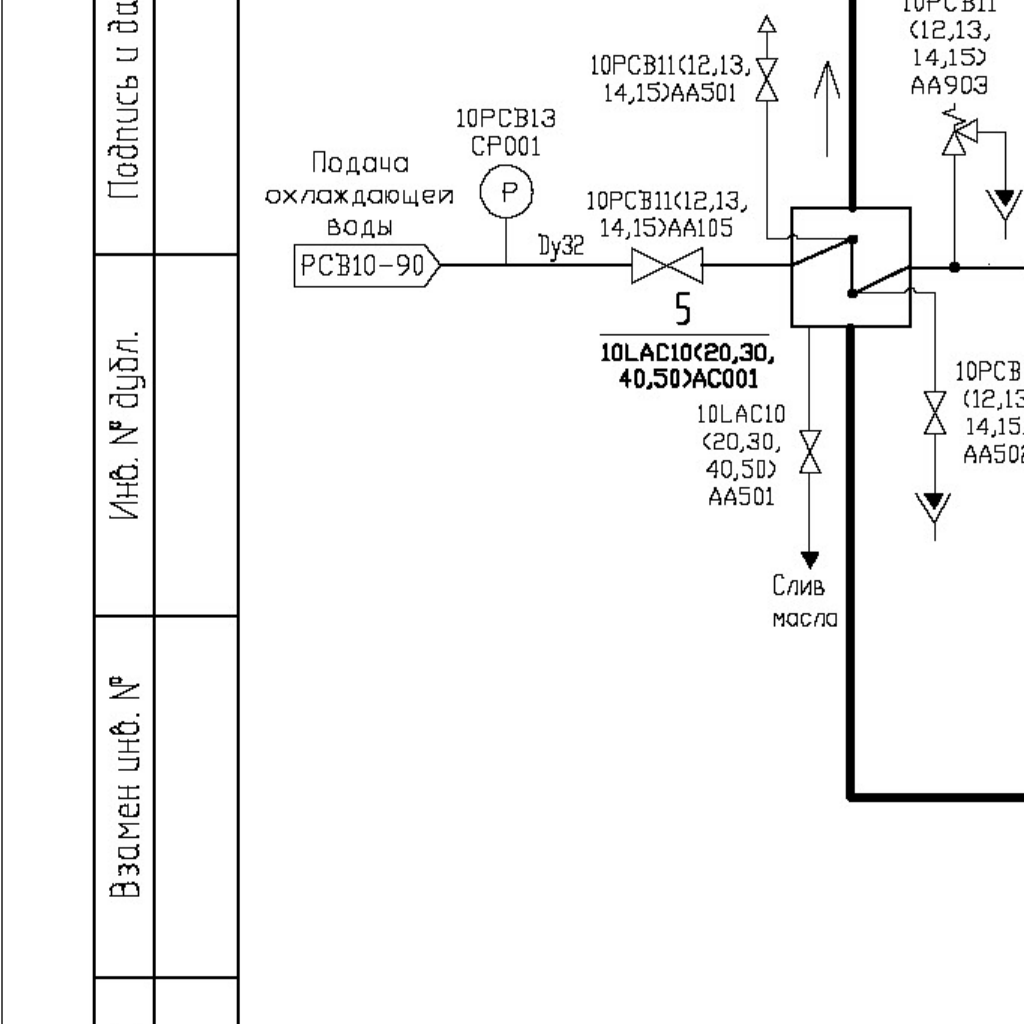 Подпись и да
Инв. № дубл.
Взамен инв. №
10PCB11(12,13,
14,15)AA501
10PCB11
(12,13,
14,15)
AA903
10PCB13
CP001
P
Подача
охлаждающей
воды
PCB10-90
Dy32
10PCB11(12,13,
14,15)AA105
5
10LAC10(20,30,
40,50)AC001
10LAC10
(20,30,
40,50)
AA501
Слив
масла
10PCB
(12,13
14,15
AA502